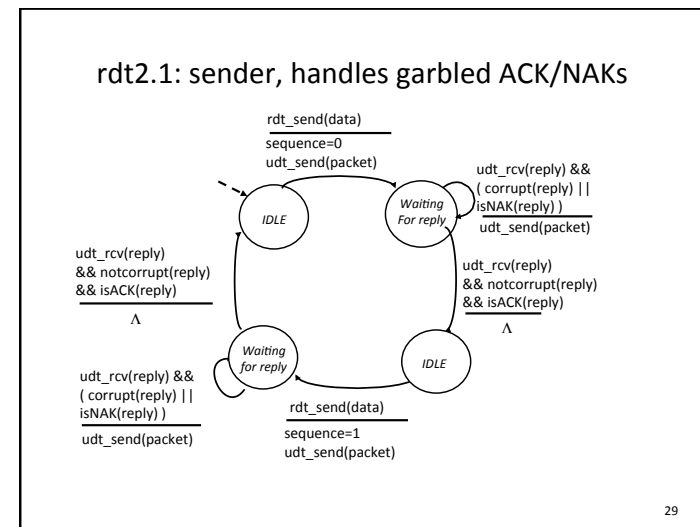 rdt2.1: sender, handles garbled ACK/NAKs
rdt_send(data)
sequence=0
udt_send(packet)
IDLE
Waiting
For reply
udt_rcv(reply) &&
( corrupt(reply) ||
isNAK(reply) )
udt_send(packet)
udt_rcv(reply)
&& notcorrupt(reply)
&& isACK(reply)
Λ
udt_rcv(reply)
&& notcorrupt(reply)
&& isACK(reply)
Λ
Waiting
for reply
IDLE
udt_rcv(reply) &&
( corrupt(reply) ||
isNAK(reply) )
udt_send(packet)
rdt_send(data)
sequence=1
udt_send(packet)
29